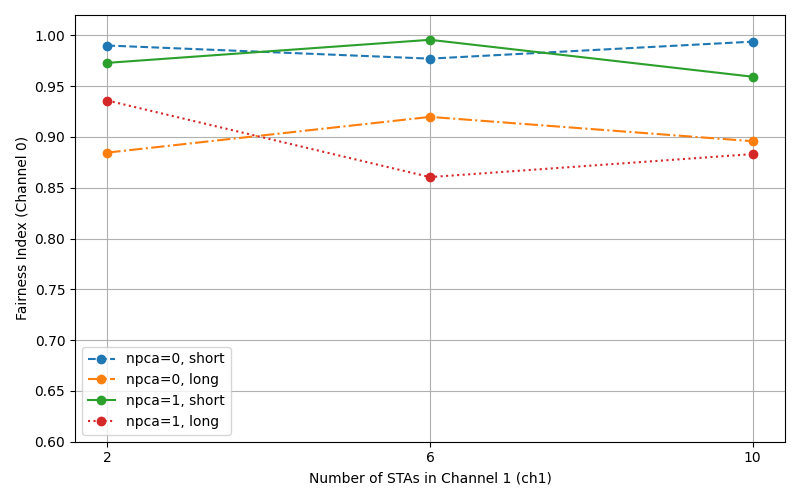 1.00
0.95
0.90
0.85
0.80
0.75
0.70
0.65
0.60
Fairness Index (Channel 0)
npca=0, short
npca=0, long
npca=1, short
npca=1, long
2
6
10
Number of STAs in Channel 1 (ch1)